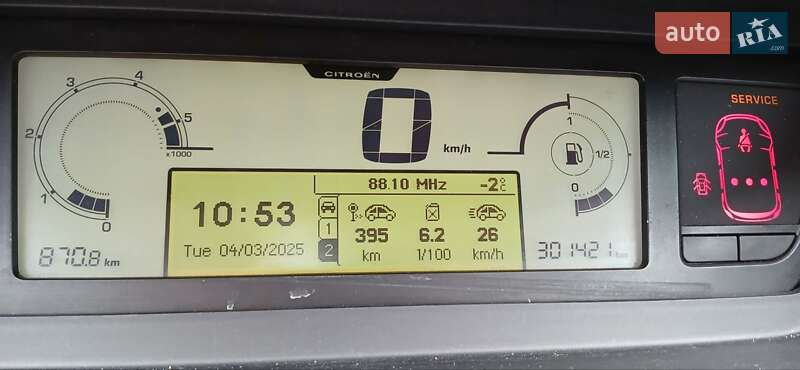 auto RIA.com
CITROËN
SERVICE
4
3
5
2
x1000
1
0
0 km/h
1
1/2
0
88.10 MHz -2°C
10:53
Tue 04/03/2025
1
2
395 6.2 26
km 1/100 km/h
870.8 km
301421 km